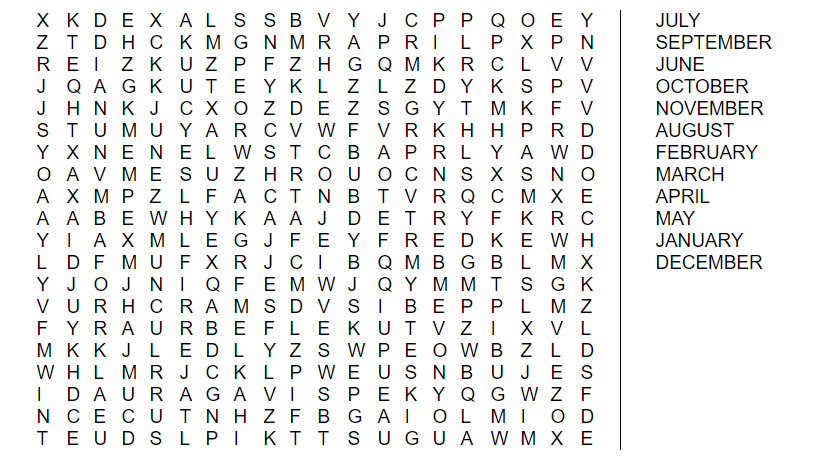 X K D E X A L S S B V Y J C P P Q O E Y
Z T D H C K M G N M R A P R I L P X P N
R E I Z K U Z P F Z H G Q M K R C L V V
J Q A G K U T E Y K L Z L Z D Y K S P V
J H N K J C X O Z D E Z S G Y T M K F V
S T U M U Y A R C V W F V R K H H P R D
Y X N E N E L W S T C B A P R L Y A W D
O A V M E S U Z H R O U O C N S X S N O
A X M P Z L F A C T N B T V R Q C M X E
A A B E W H Y K A A J D E T R Y F K R C
Y I A X M L E G J F E Y F R E D K E W H
L D F M U F X R J C I B Q M B G B L M X
Y J O J N I Q F E M W J Q Y M M T S G K
V U R H C R A M S D V S I B E P P L M Z
F Y R A U R B E F L E K U T V Z I X V L
M K K J L E D L Y Z S W P E O W B Z L D
W H L M R J C K L P W E U S N B U J E S
I D A U R A G A V I S P E K Y Q G W Z F
N C E C U T N H Z F B G A I O L M I O D
T E U D S L P I K T T S U G U A W M X E
JULY
SEPTEMBER
JUNE
OCTOBER
NOVEMBER
AUGUST
FEBRUARY
MARCH
APRIL
MAY
JANUARY
DECEMBER